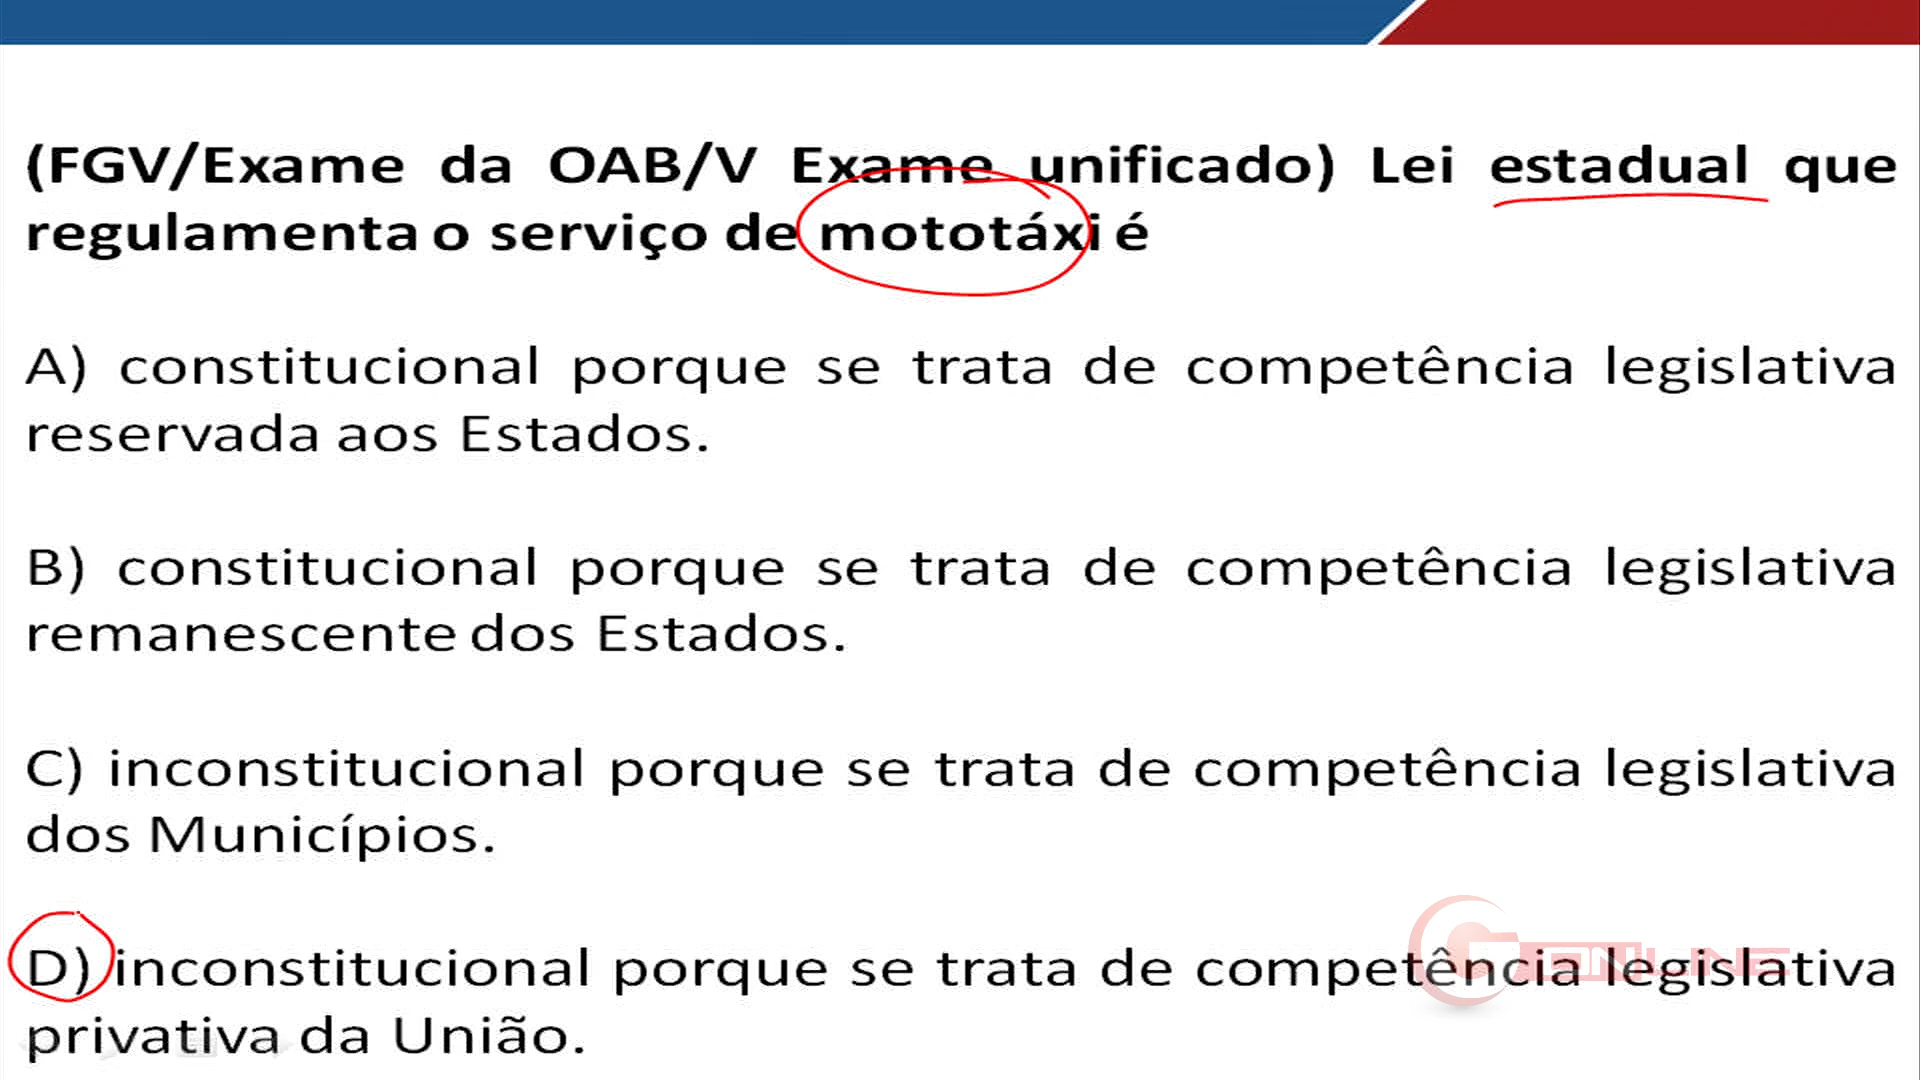 (FGV/Exame da OAB/V Exame unificado) Lei estadual que
regulamenta o serviço de mototáxi é
A) constitucional porque se trata de competência legislativa
reservada aos Estados.
B) constitucional porque se trata de competência legislativa
remanescente dos Estados.
C) inconstitucional porque se trata de competência legislativa
dos Municípios.
D) inconstitucional porque se trata de competência legislativa
privativa da União.
G ONLINE